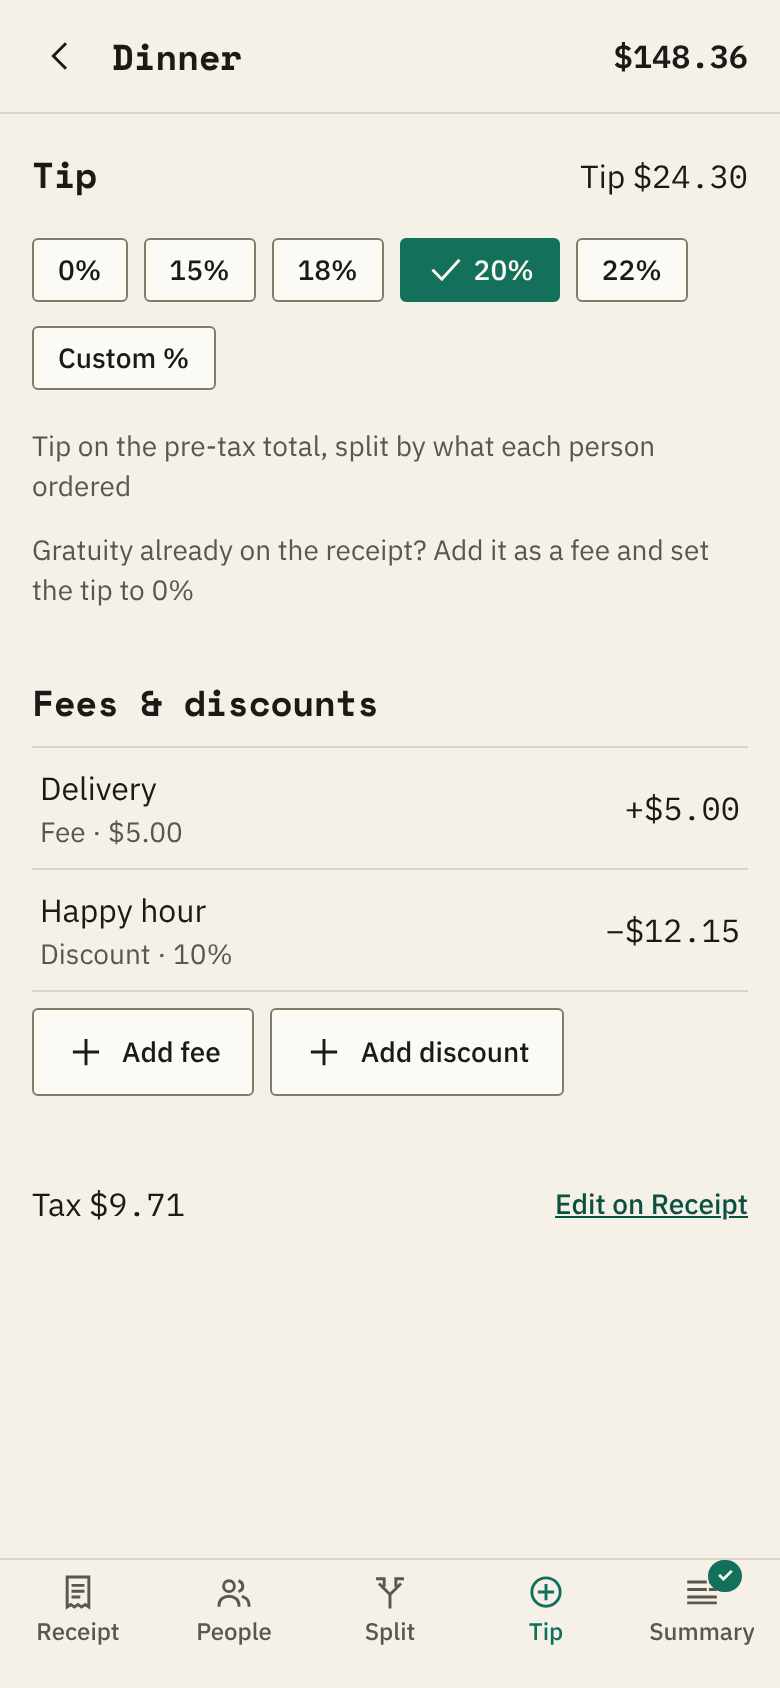 Dinner
$148.36
Tip
Tip $24.30
0%
15%
18%
20%
22%
Custom %
Tip on the pre-tax total, split by what each person
ordered
Gratuity already on the receipt? Add it as a fee and set
the tip to 0%
Fees & discounts
Delivery
Fee · $5.00
+$5.00
Happy hour
Discount · 10%
−$12.15
Add fee
Add discount
Tax $9.71
Edit on Receipt
Receipt
People
Split
Tip
Summary